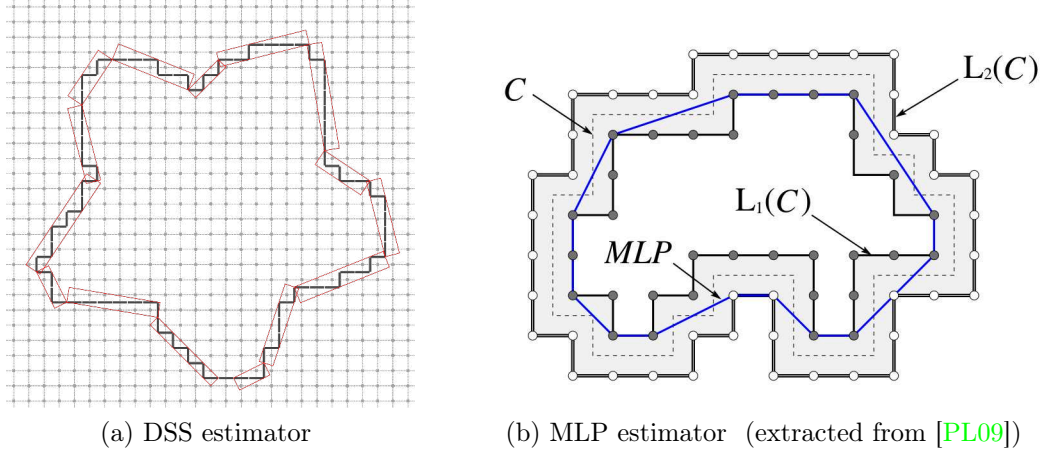 C
L₂(C)
L₁(C)
MLP
(a) DSS estimator
(b) MLP estimator (extracted from [PL09])